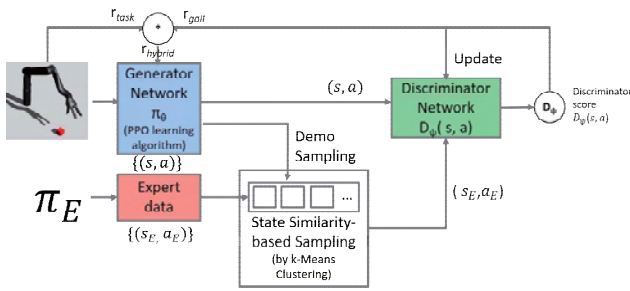 r_task
r_gail
*
r_hybrid
Generator
Network
π_θ
(PPO learning
algorithm)
{(s, a)}
(s, a)
Update
Discriminator
Network
D_ψ( s, a)
D_ψ
Discriminator
score
D_ψ(s, a)
Demo
Sampling
π_E
Expert
data
{(s_E, a_E)}
...
State Similarity-
based Sampling
(by k-Means
Clustering)
( s_E,a_E)